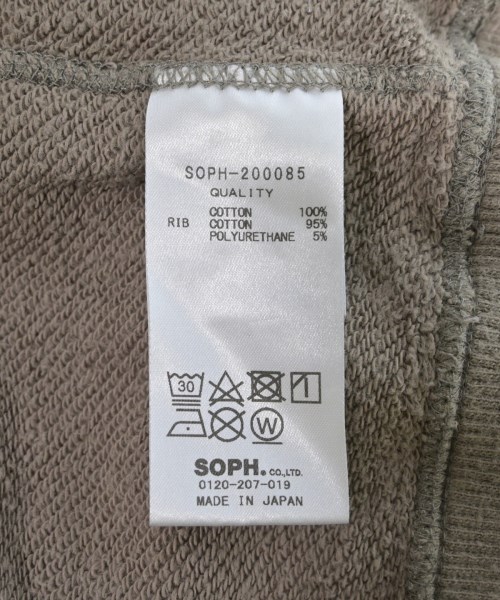 SOPH-200085
QUALITY
COTTON 100%
RIB COTTON 95%
POLYURETHANE 5%
30
W
SOPH. CO.,LTD.
0120-207-019
MADE IN JAPAN